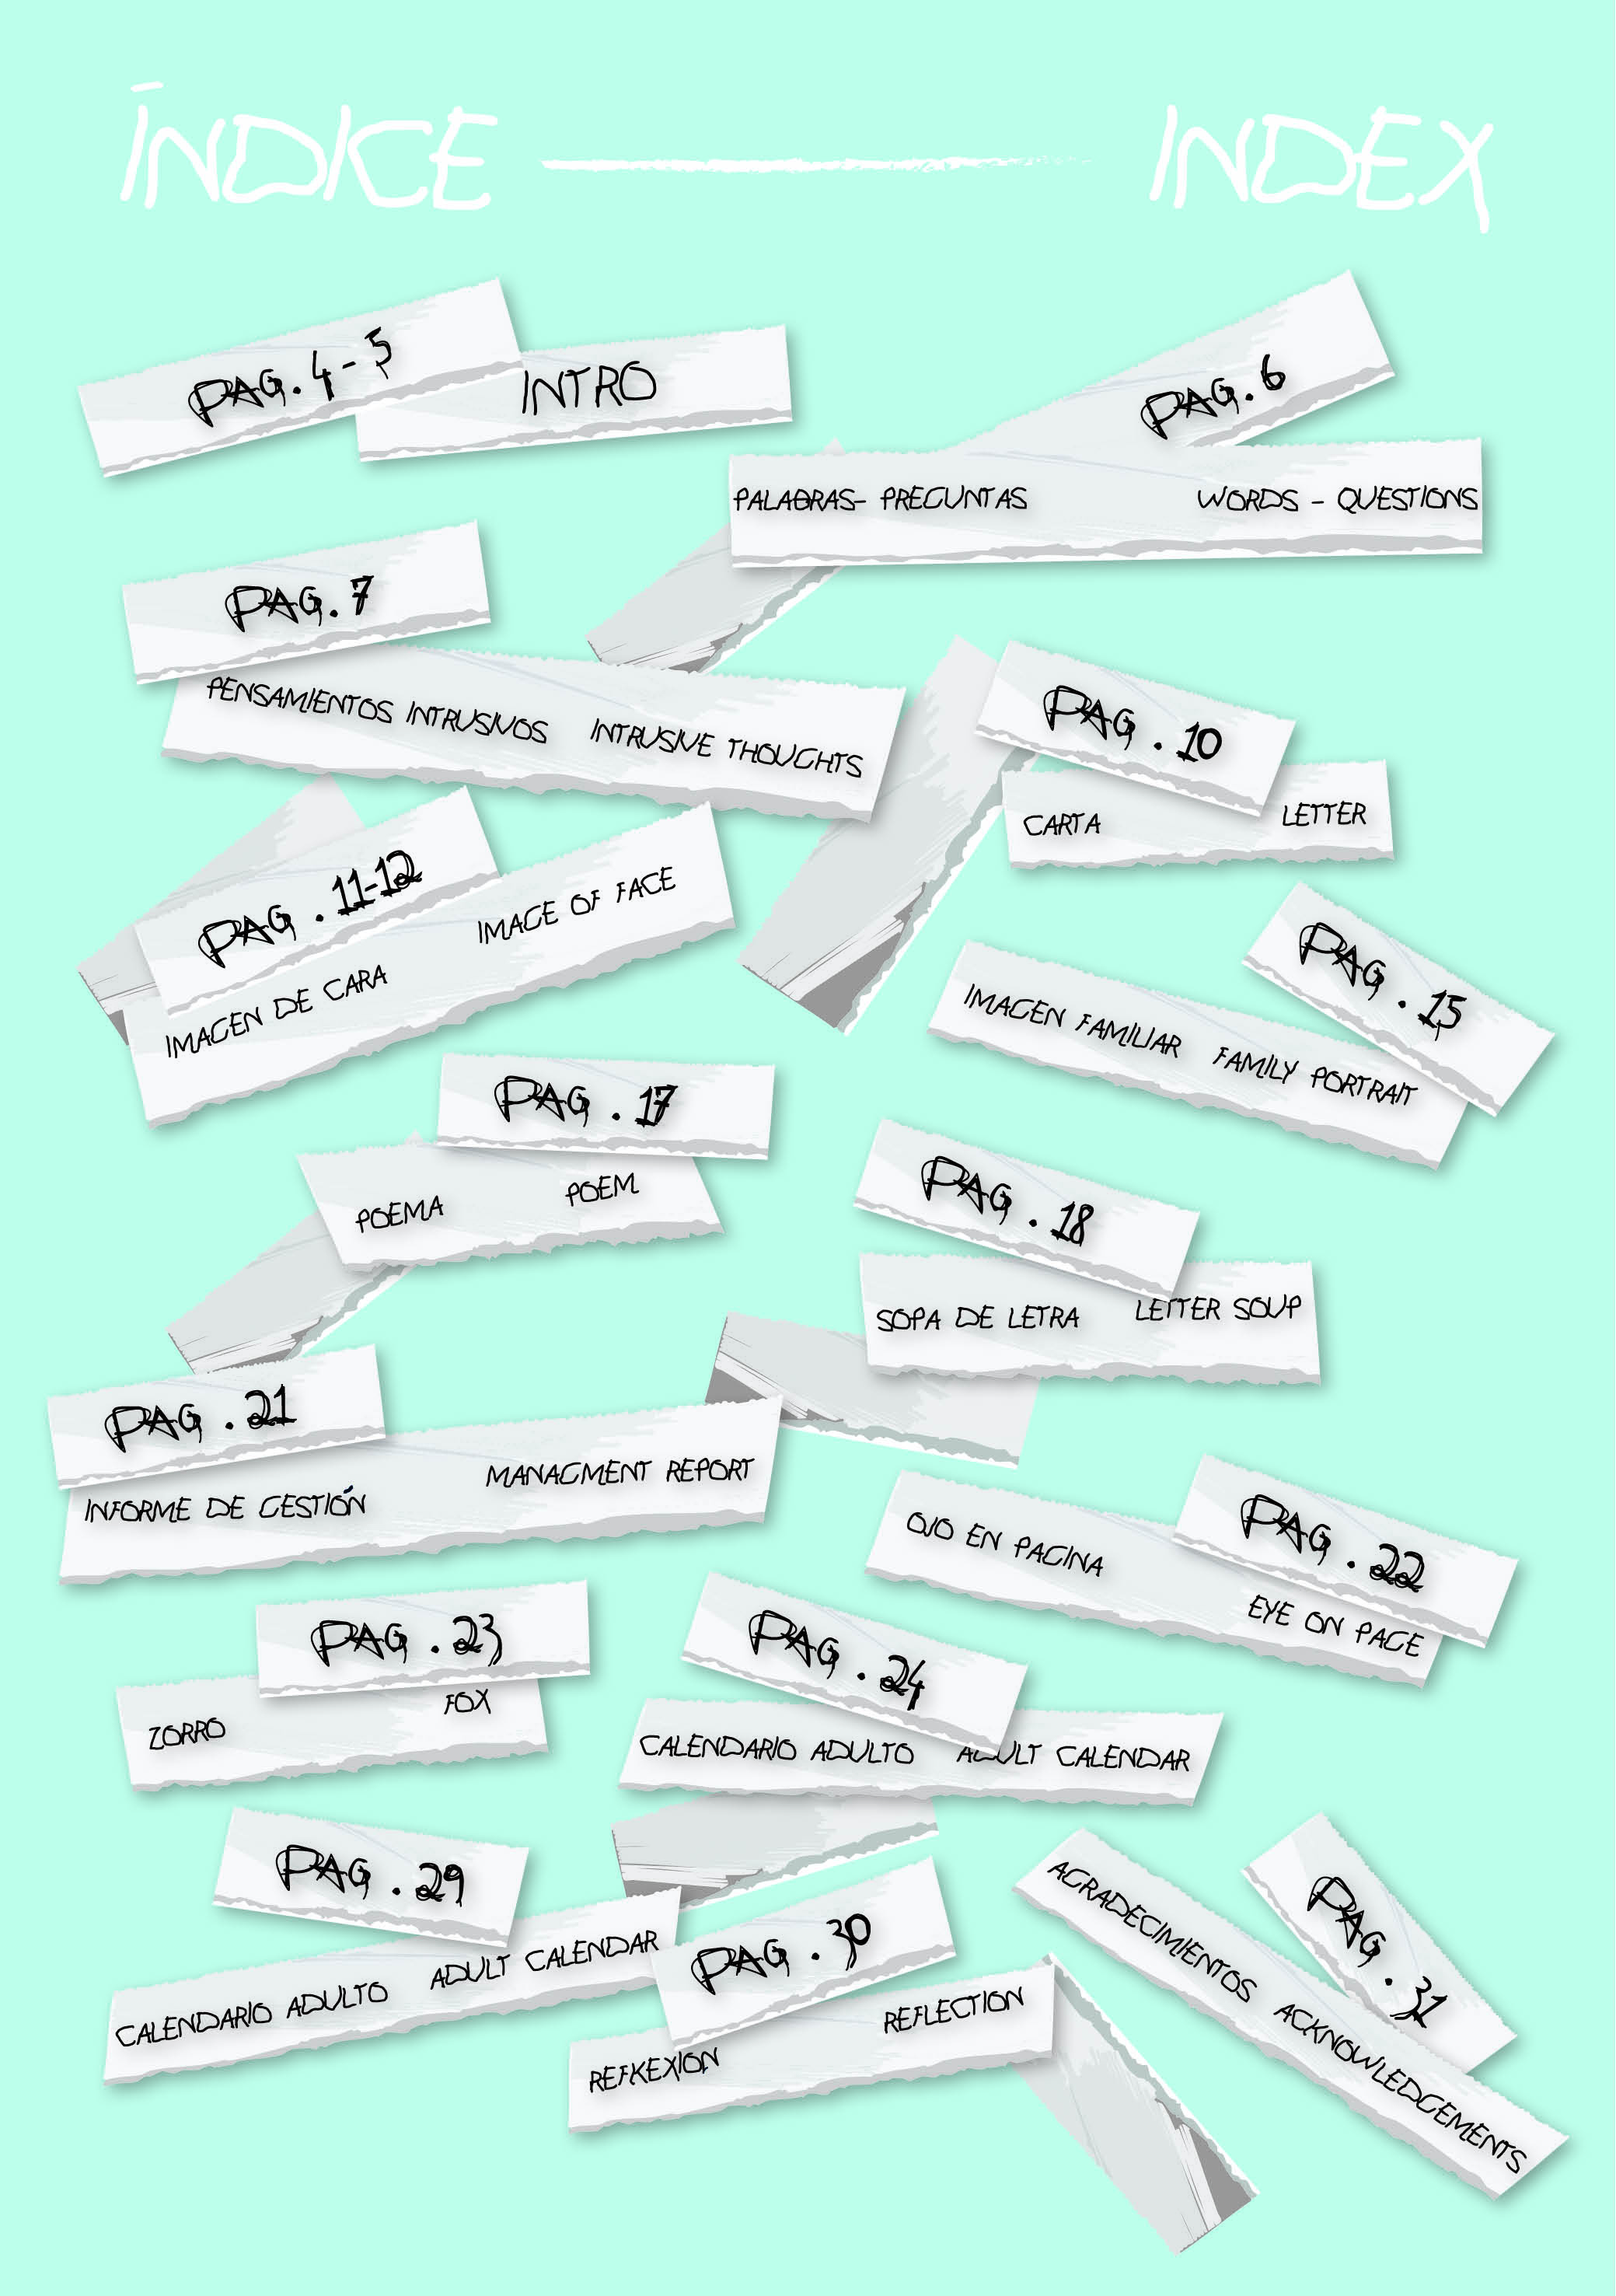 ÍNDICE — INDEX
PAG. 4-5
INTRO
PAG. 6
PALABRAS- PREGUNTAS WORDS - QUESTIONS
PAG. 7
PENSAMIENTOS INTRUSIVOS INTRUSIVE THOUGHTS
PAG. 10
CARTA LETTER
PAG. 11-12
IMAGEN DE CARA IMAGE OF FACE
PAG. 15
IMAGEN FAMILIAR FAMILY PORTRAIT
PAG. 17
POEMA POEM
PAG. 18
SOPA DE LETRA LETTER SOUP
PAG. 21
INFORME DE GESTIÓN MANAGMENT REPORT
PAG. 22
OJO EN PAGINA EYE ON PAGE
PAG. 23
ZORRO FOX
PAG. 24
CALENDARIO ADULTO ADULT CALENDAR
PAG. 29
CALENDARIO ADULTO ADULT CALENDAR
PAG. 30
REFKEXION REFLECTION
PAG. 31
AGRADECIMIENTOS ACKNOWLEDGEMENTS